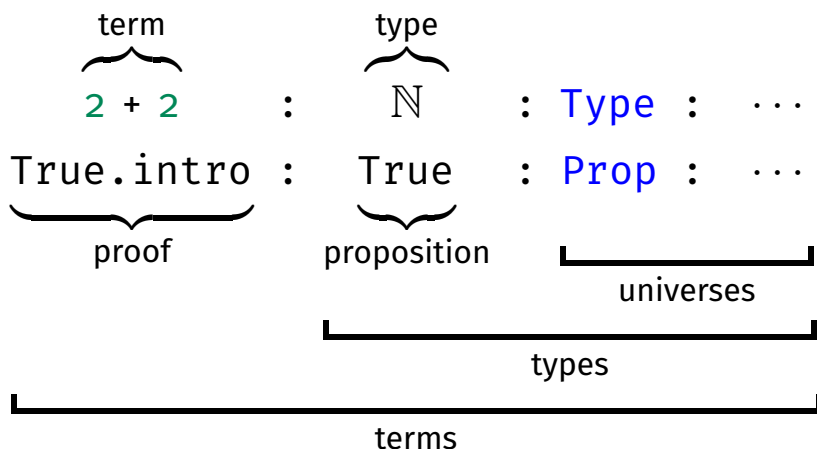 term type
2 + 2 : ℕ : Type : ⋯
True.intro : True : Prop : ⋯
proof proposition
universes
types
terms